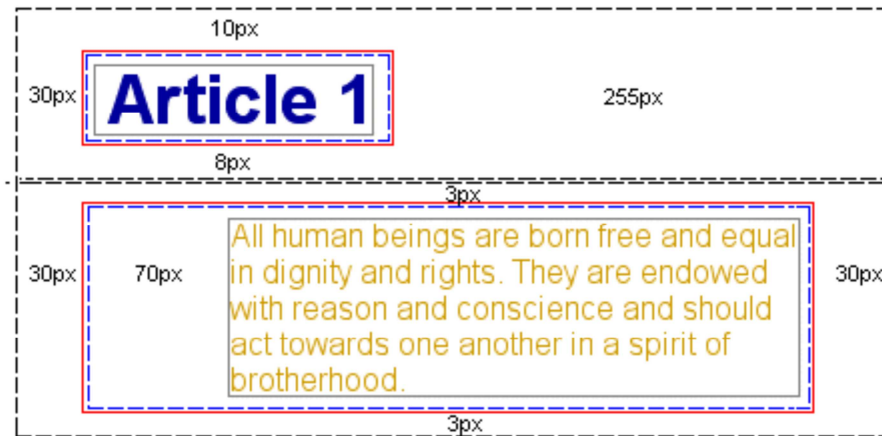 10px
30px
Article 1
255px
8px
3px
30px
70px
All human beings are born free and equal
in dignity and rights. They are endowed
with reason and conscience and should
act towards one another in a spirit of
brotherhood.
30px
3px